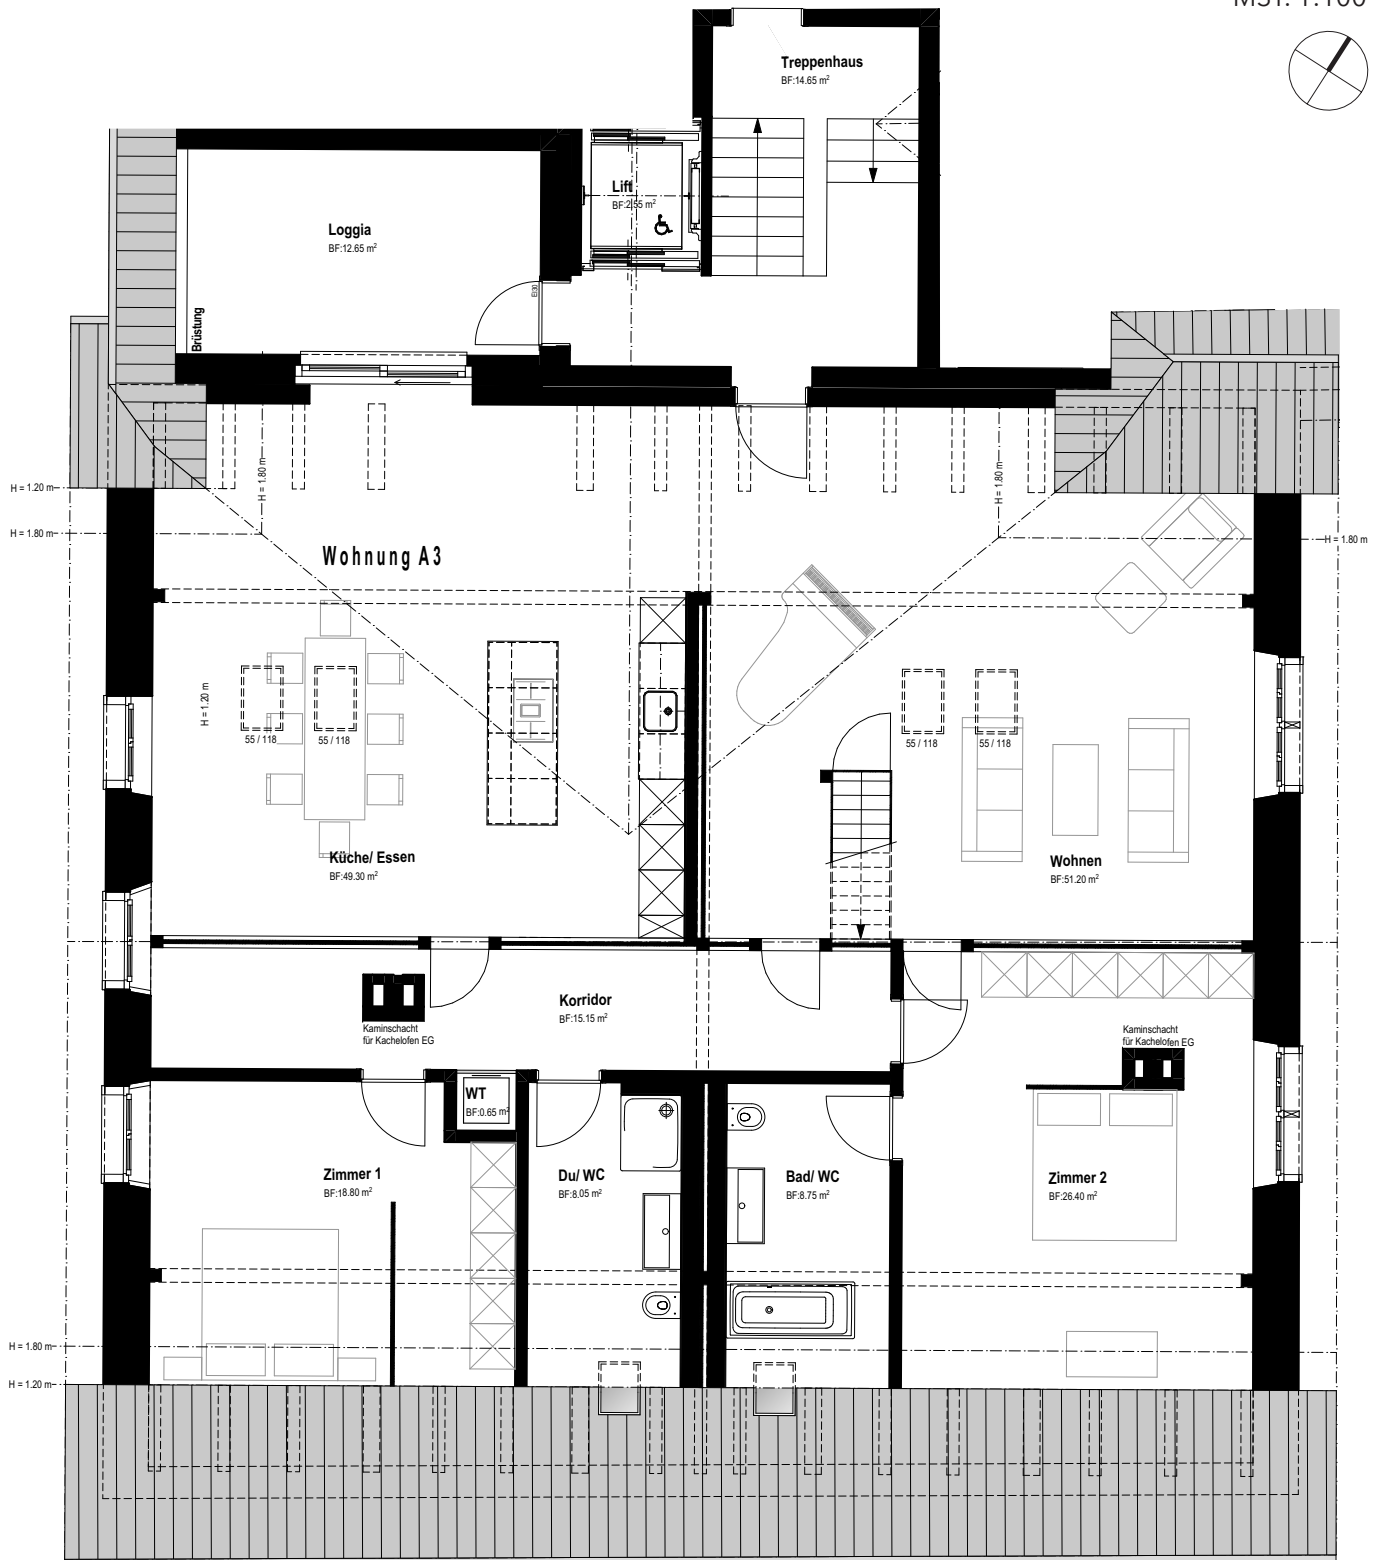 MST. 1:100
Treppenhaus
BF:14.65 m²
Lift
BF:2.55 m²
Loggia
BF:12.65 m²
EI30
Brüstung
H = 1.20 m
H = 1.80 m
H = 1.80 m
H = 1.80 m
H = 1.80 m
Wohnung A3
H = 1.20 m
55 / 118
55 / 118
55 / 118
55 / 118
Küche/ Essen
BF:49.30 m²
Wohnen
BF:51.20 m²
Korridor
BF:15.15 m²
Kaminschacht
für Kachelofen EG
Kaminschacht
für Kachelofen EG
WT
BF:0.65 m²
Zimmer 1
BF:18.80 m²
Du/ WC
BF:8.05 m²
Bad/ WC
BF:8.75 m²
Zimmer 2
BF:26.40 m²
H = 1.80 m
H = 1.20 m